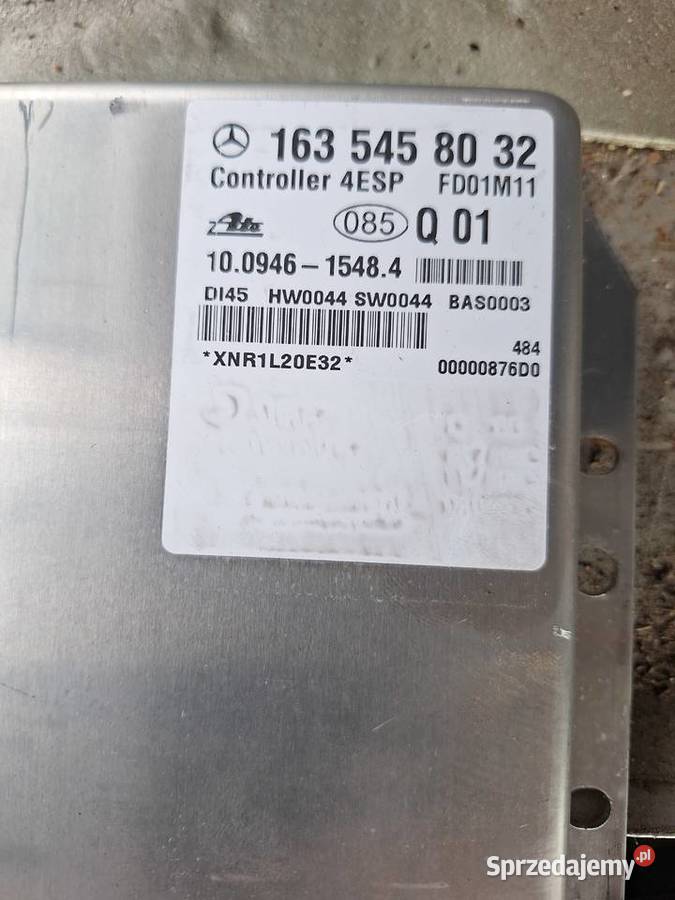 163 545 80 32
Controller 4ESP FD01M11
Ate 085 Q 01
10.0946-1548.4
DI45 HW0044 SW0044 BAS0003
484
*XNR1L20E32* 00000876D0
Sprzedajemy.pl